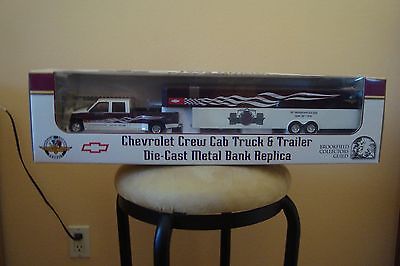 Chevrolet Crew Cab Truck & Trailer
Die-Cast Metal Bank Replica
BROOKFIELD
COLLECTORS
GUILD